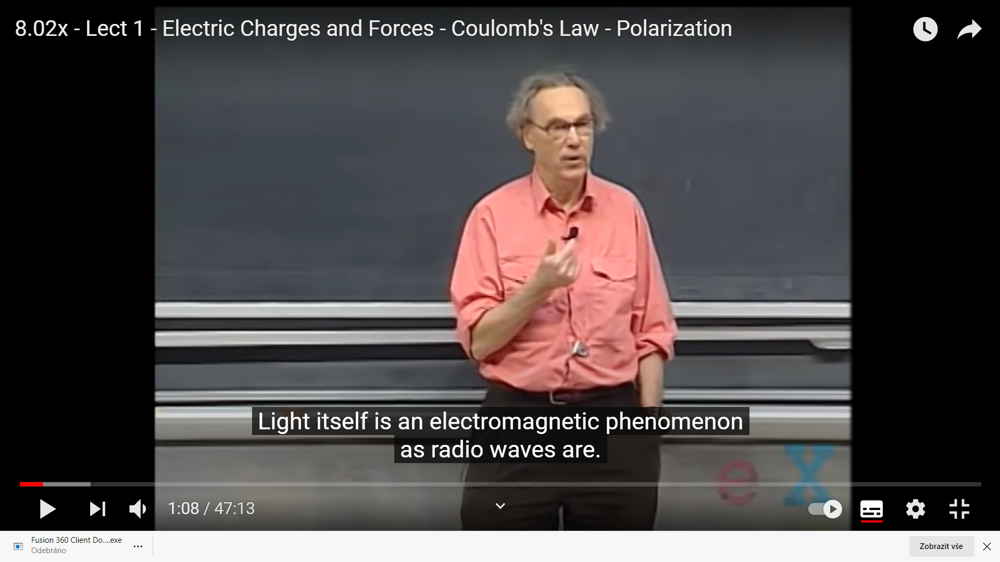 8.02x - Lect 1 - Electric Charges and Forces - Coulomb's Law - Polarization
Light itself is an electromagnetic phenomenon
as radio waves are.
eX
1:08 / 47:13
Fusion 360 Client Do....exe
Odebráno
Zobrazit vše